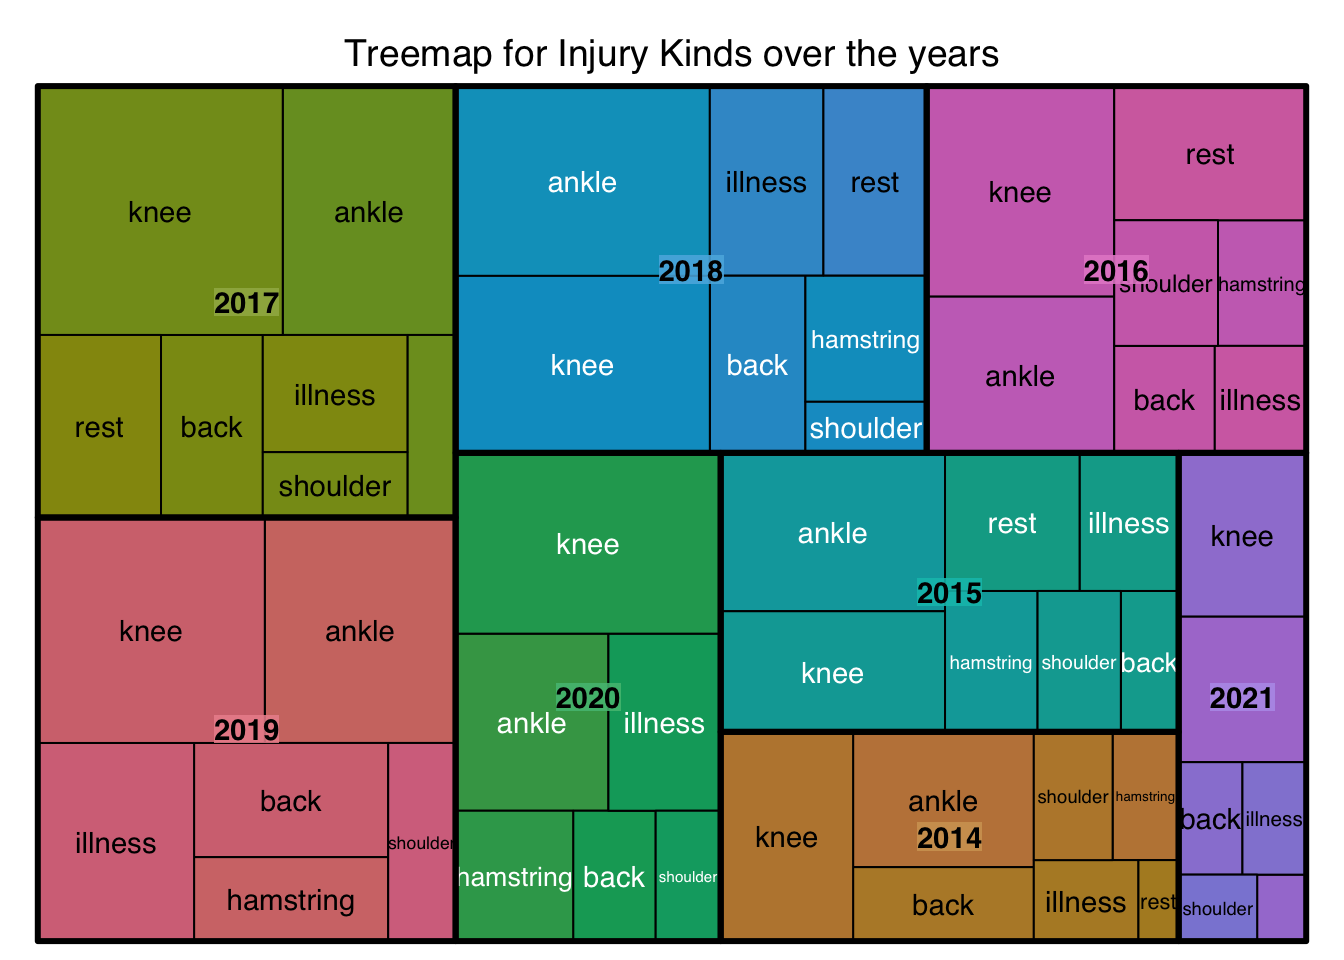 Treemap for Injury Kinds over the years
knee
ankle
2017
rest
back
illness
shoulder
ankle
illness
rest
2018
knee
back
hamstring
shoulder
knee
rest
2016
shoulder
hamstring
ankle
back
illness
knee
ankle
2019
illness
back
hamstring
shoulder
knee
2020
ankle
illness
hamstring
back
shoulder
ankle
rest
illness
2015
knee
hamstring
shoulder
back
knee
ankle
2014
back
shoulder
hamstring
illness
rest
knee
2021
back
illness
shoulder